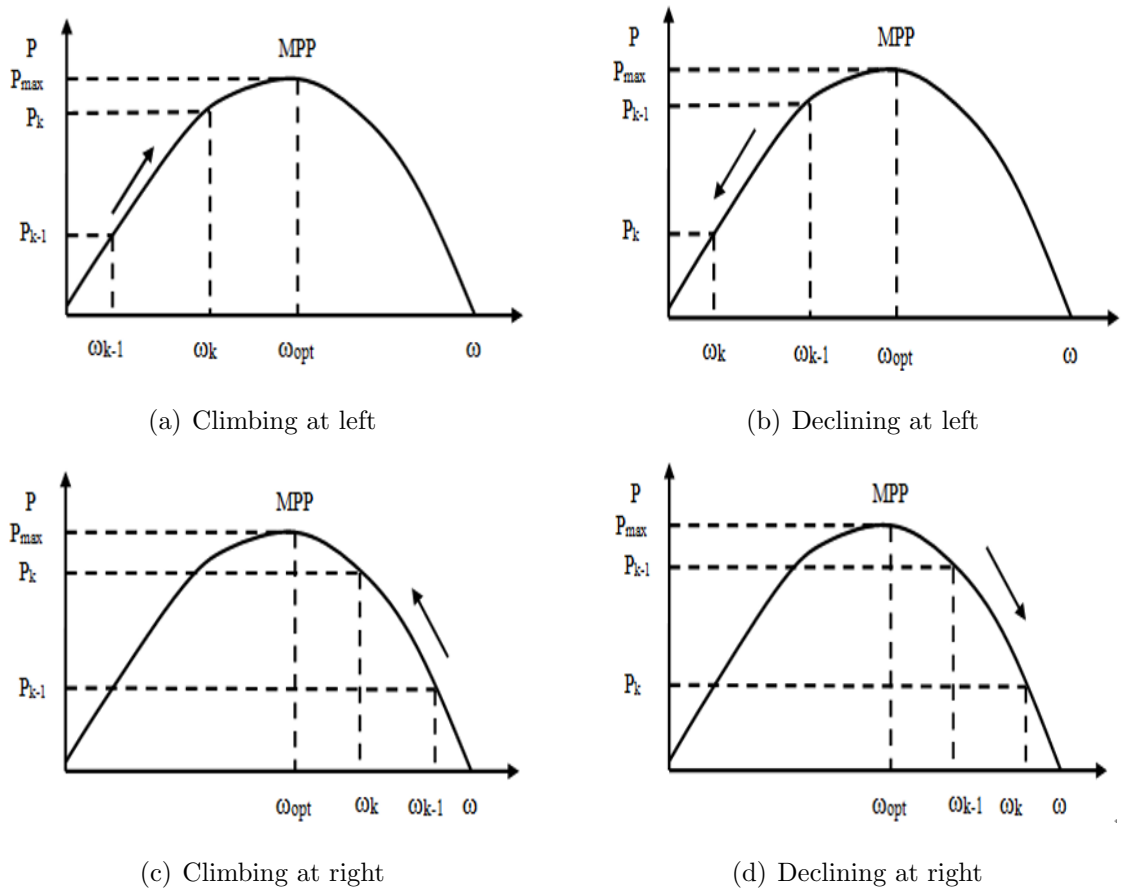 P
MPP
Pmax
Pk
Pk-1
ωk-1 ωk ωopt ω
(a) Climbing at left
P
MPP
Pmax
Pk-1
Pk
ωk ωk-1 ωopt ω
(b) Declining at left
P
MPP
Pmax
Pk
Pk-1
ωopt ωk ωk-1 ω
(c) Climbing at right
P
MPP
Pmax
Pk-1
Pk
ωopt ωk-1 ωk ω
(d) Declining at right